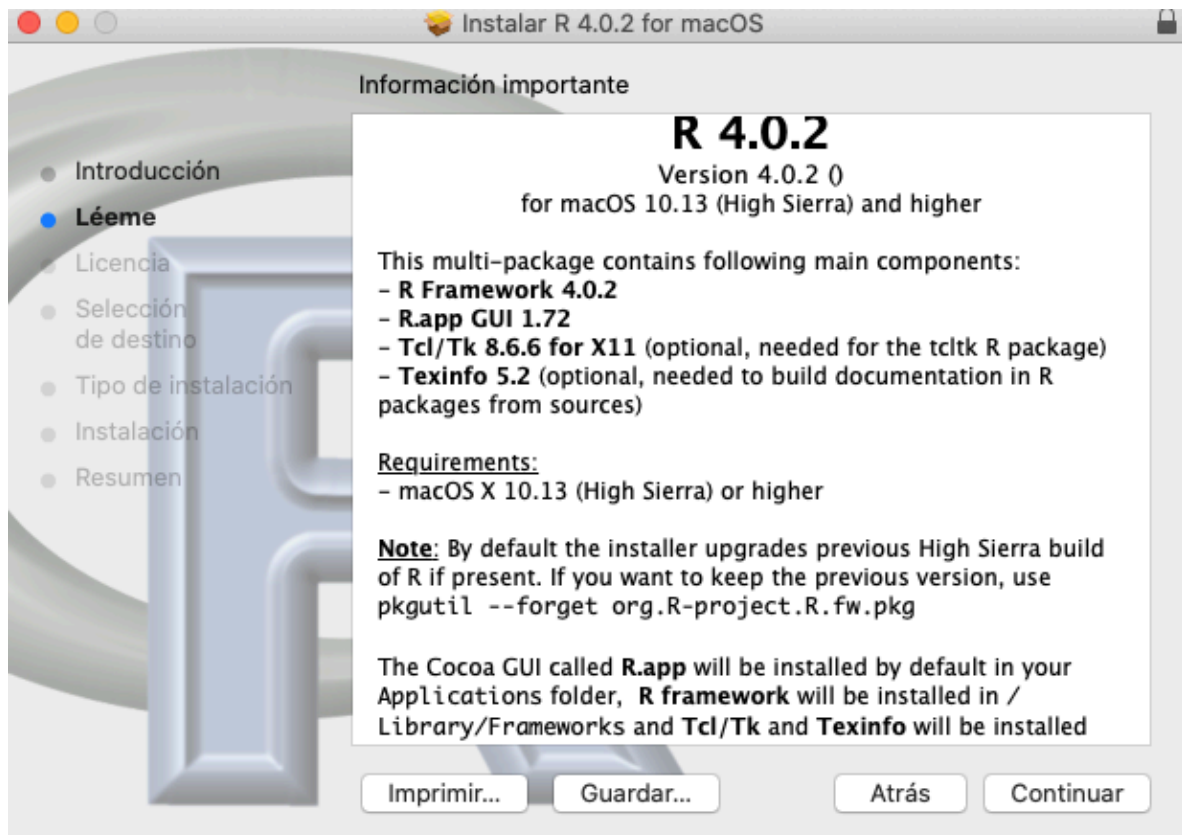 Instalar R 4.0.2 for macOS
Introducción
Léeme
Licencia
Selección
de destino
Tipo de instalación
Instalación
Resumen
Información importante
R 4.0.2
Version 4.0.2 ()
for macOS 10.13 (High Sierra) and higher
This multi-package contains following main components:
- R Framework 4.0.2
- R.app GUI 1.72
- Tcl/Tk 8.6.6 for X11 (optional, needed for the tcltk R package)
- Texinfo 5.2 (optional, needed to build documentation in R
packages from sources)
Requirements:
- macOS X 10.13 (High Sierra) or higher
Note: By default the installer upgrades previous High Sierra build
of R if present. If you want to keep the previous version, use
pkgutil --forget org.R-project.R.fw.pkg
The Cocoa GUI called R.app will be installed by default in your
Applications folder, R framework will be installed in /
Library/Frameworks and Tcl/Tk and Texinfo will be installed
Imprimir...
Guardar...
Atrás
Continuar